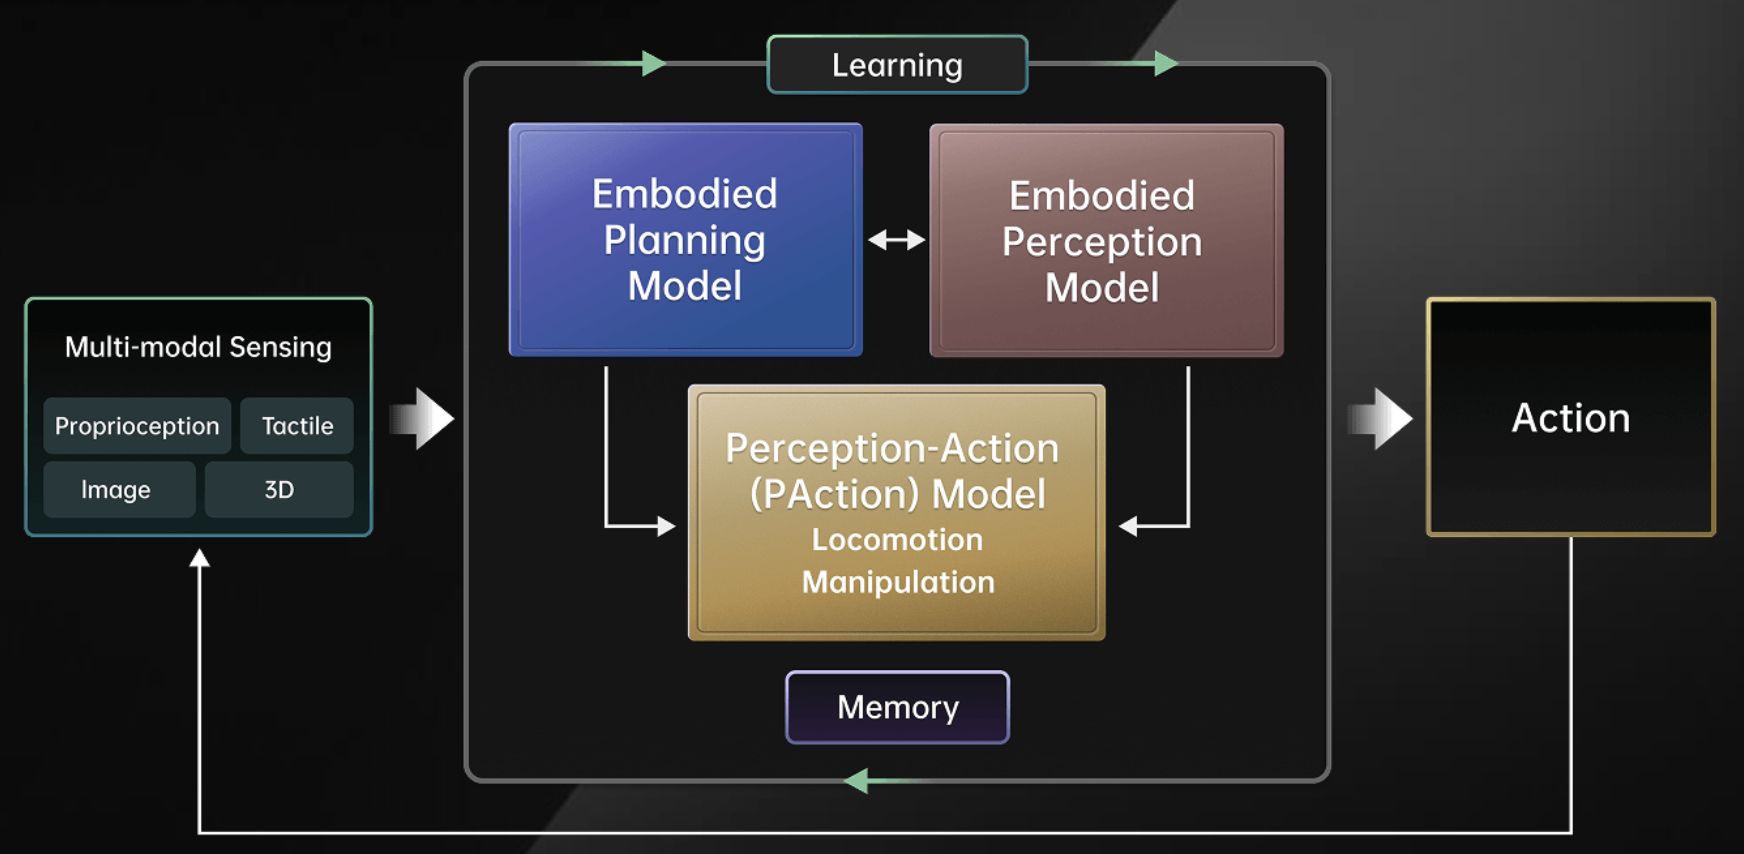 Learning
Embodied
Planning
Model
Embodied
Perception
Model
Multi-modal Sensing
Proprioception
Tactile
Image
3D
Perception-Action
(PAction) Model
Locomotion
Manipulation
Memory
Action